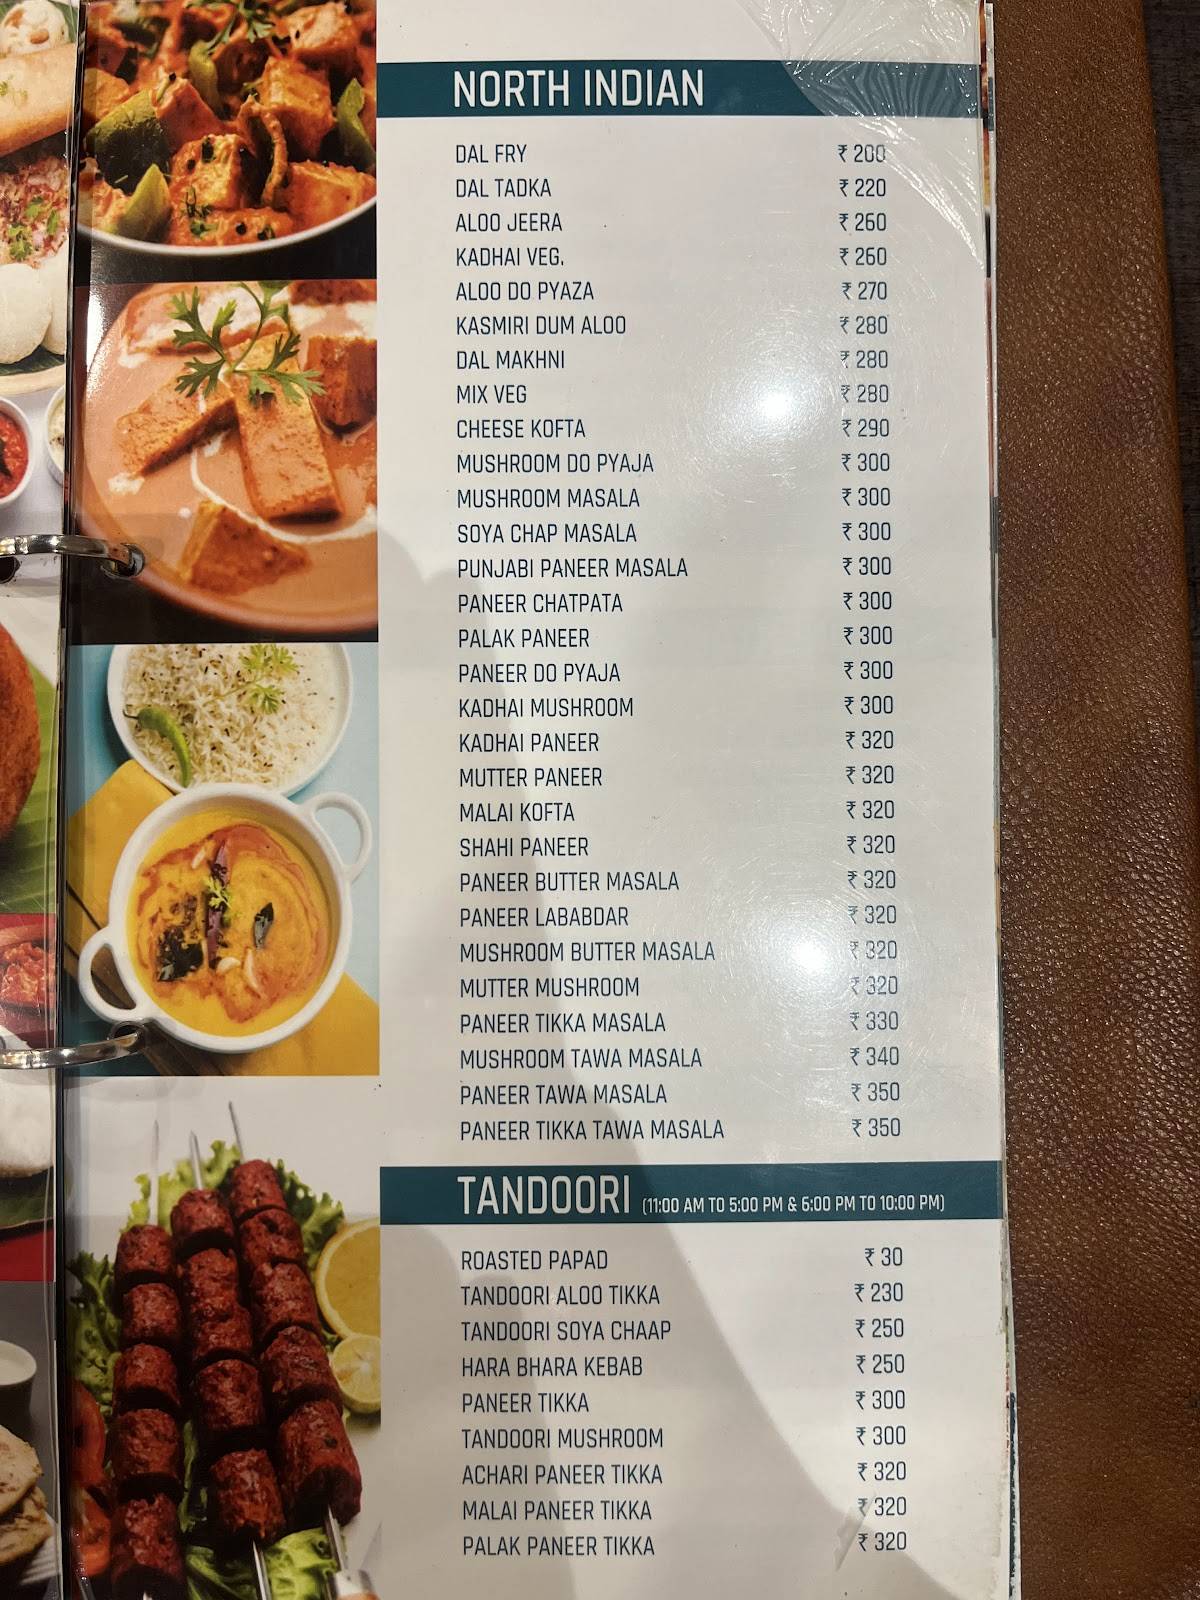 NORTH INDIAN
DAL FRY ₹ 200
DAL TADKA ₹ 220
ALOO JEERA ₹ 260
KADHAI VEG. ₹ 260
ALOO DO PYAZA ₹ 270
KASMIRI DUM ALOO ₹ 280
DAL MAKHNI ₹ 280
MIX VEG ₹ 280
CHEESE KOFTA ₹ 290
MUSHROOM DO PYAJA ₹ 300
MUSHROOM MASALA ₹ 300
SOYA CHAP MASALA ₹ 300
PUNJABI PANEER MASALA ₹ 300
PANEER CHATPATA ₹ 300
PALAK PANEER ₹ 300
PANEER DO PYAJA ₹ 300
KADHAI MUSHROOM ₹ 300
KADHAI PANEER ₹ 320
MUTTER PANEER ₹ 320
MALAI KOFTA ₹ 320
SHAHI PANEER ₹ 320
PANEER BUTTER MASALA ₹ 320
PANEER LABABDAR ₹ 320
MUSHROOM BUTTER MASALA ₹ 320
MUTTER MUSHROOM ₹ 320
PANEER TIKKA MASALA ₹ 330
MUSHROOM TAWA MASALA ₹ 340
PANEER TAWA MASALA ₹ 350
PANEER TIKKA TAWA MASALA ₹ 350
TANDOORI (11:00 AM TO 5:00 PM & 6:00 PM TO 10:00 PM)
ROASTED PAPAD ₹ 30
TANDOORI ALOO TIKKA ₹ 230
TANDOORI SOYA CHAAP ₹ 250
HARA BHARA KEBAB ₹ 250
PANEER TIKKA ₹ 300
TANDOORI MUSHROOM ₹ 300
ACHARI PANEER TIKKA ₹ 320
MALAI PANEER TIKKA ₹ 320
PALAK PANEER TIKKA ₹ 320